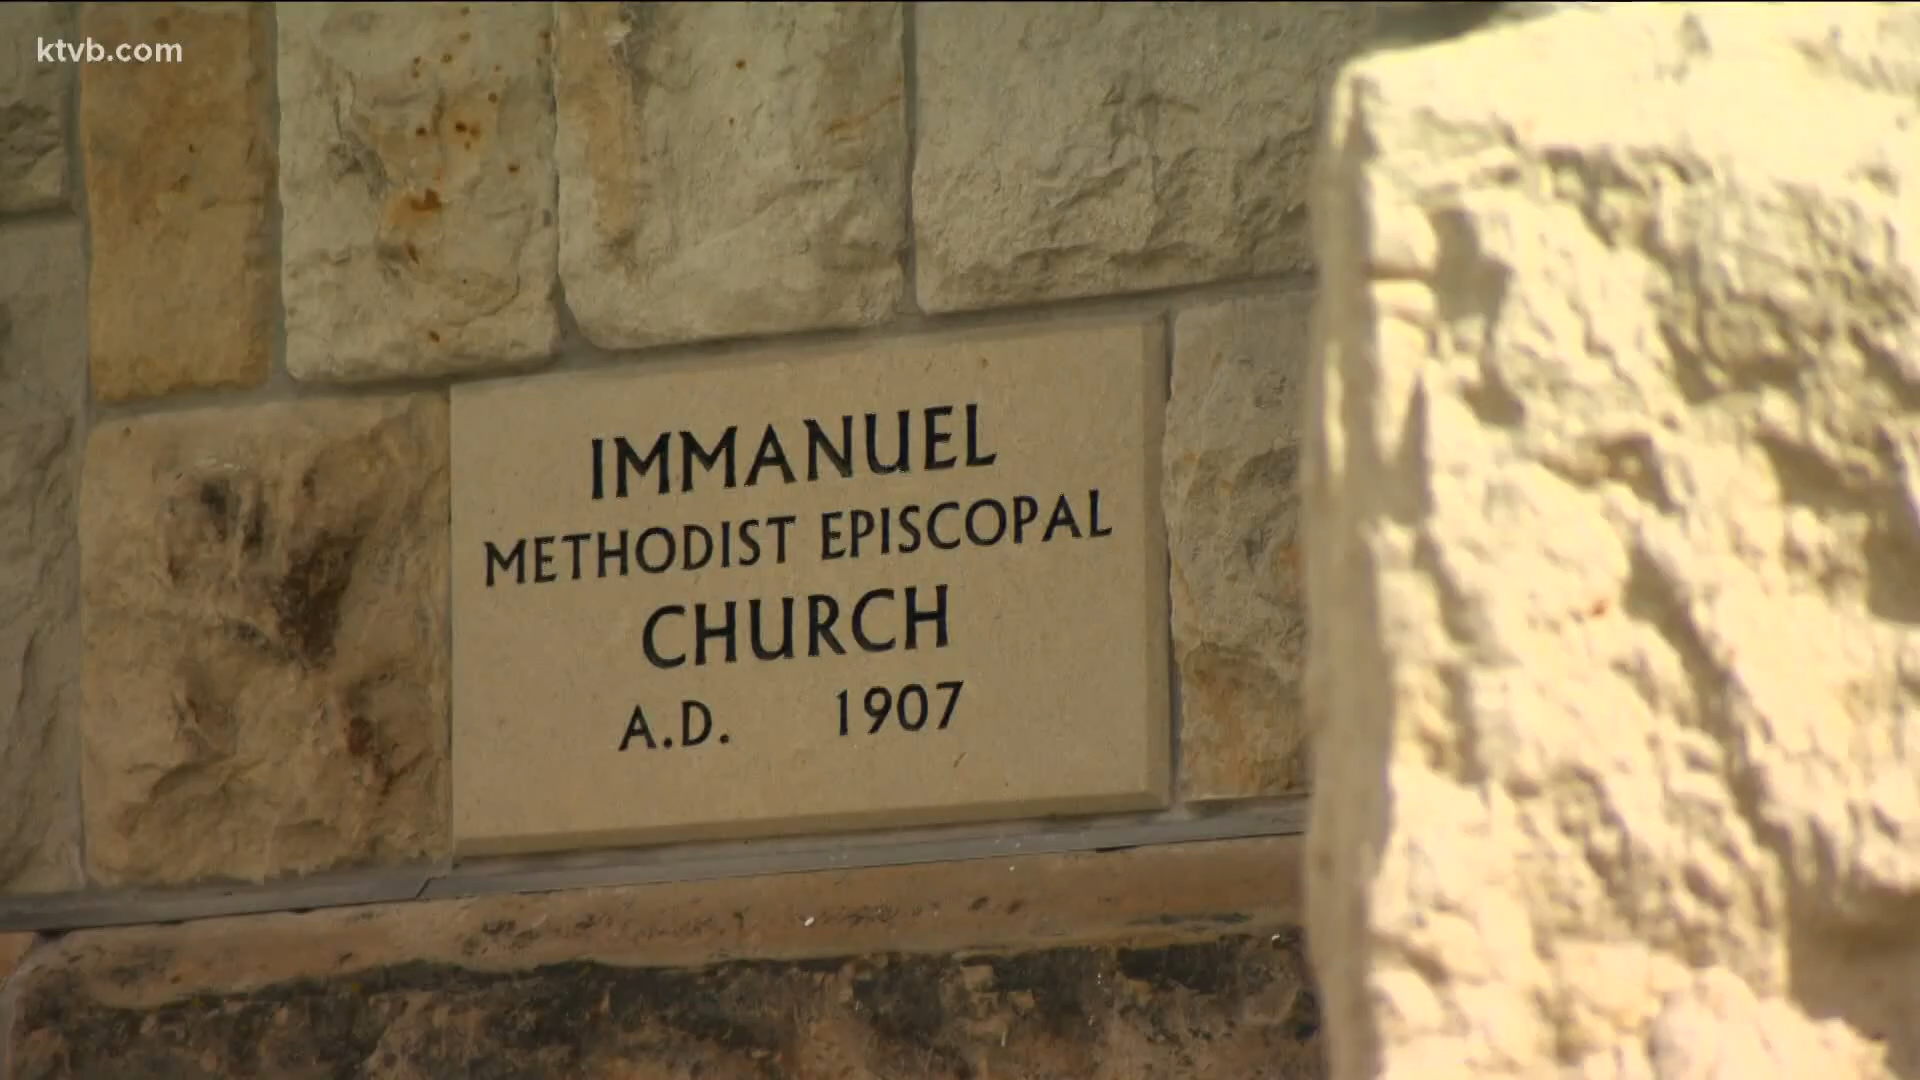 ktvb.com
IMMANUEL
METHODIST EPISCOPAL
CHURCH
A.D. 1907